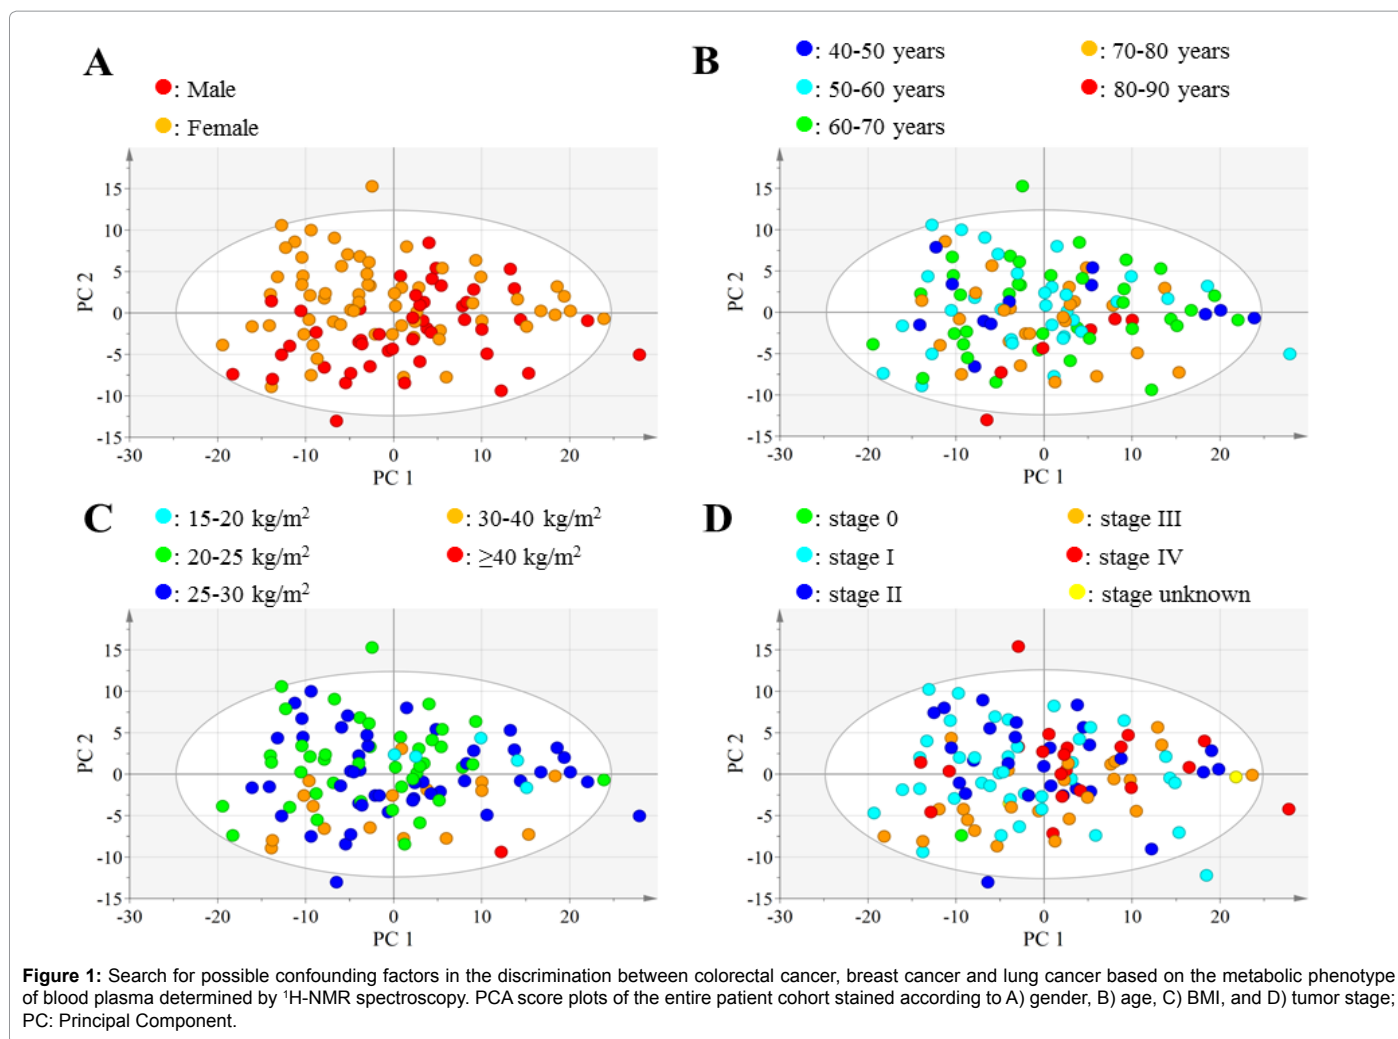 A
: Male
: Female
15
10
5
0
-5
-10
-15
-30
-20
-10
0
10
20
PC 1
PC 2
B
: 40-50 years
: 50-60 years
: 60-70 years
: 70-80 years
: 80-90 years
15
10
5
0
-5
-10
-15
-30
-20
-10
0
10
20
PC 1
PC 2
C
: 15-20 kg/m²
: 20-25 kg/m²
: 25-30 kg/m²
: 30-40 kg/m²
: ≥40 kg/m²
15
10
5
0
-5
-10
-15
-30
-20
-10
0
10
20
PC 1
PC 2
D
: stage 0
: stage I
: stage II
: stage III
: stage IV
: stage unknown
15
10
5
0
-5
-10
-15
-30
-20
-10
0
10
20
PC 1
PC 2
Figure 1: Search for possible confounding factors in the discrimination between colorectal cancer, breast cancer and lung cancer based on the metabolic phenotype
of blood plasma determined by ¹H-NMR spectroscopy. PCA score plots of the entire patient cohort stained according to A) gender, B) age, C) BMI, and D) tumor stage;
PC: Principal Component.